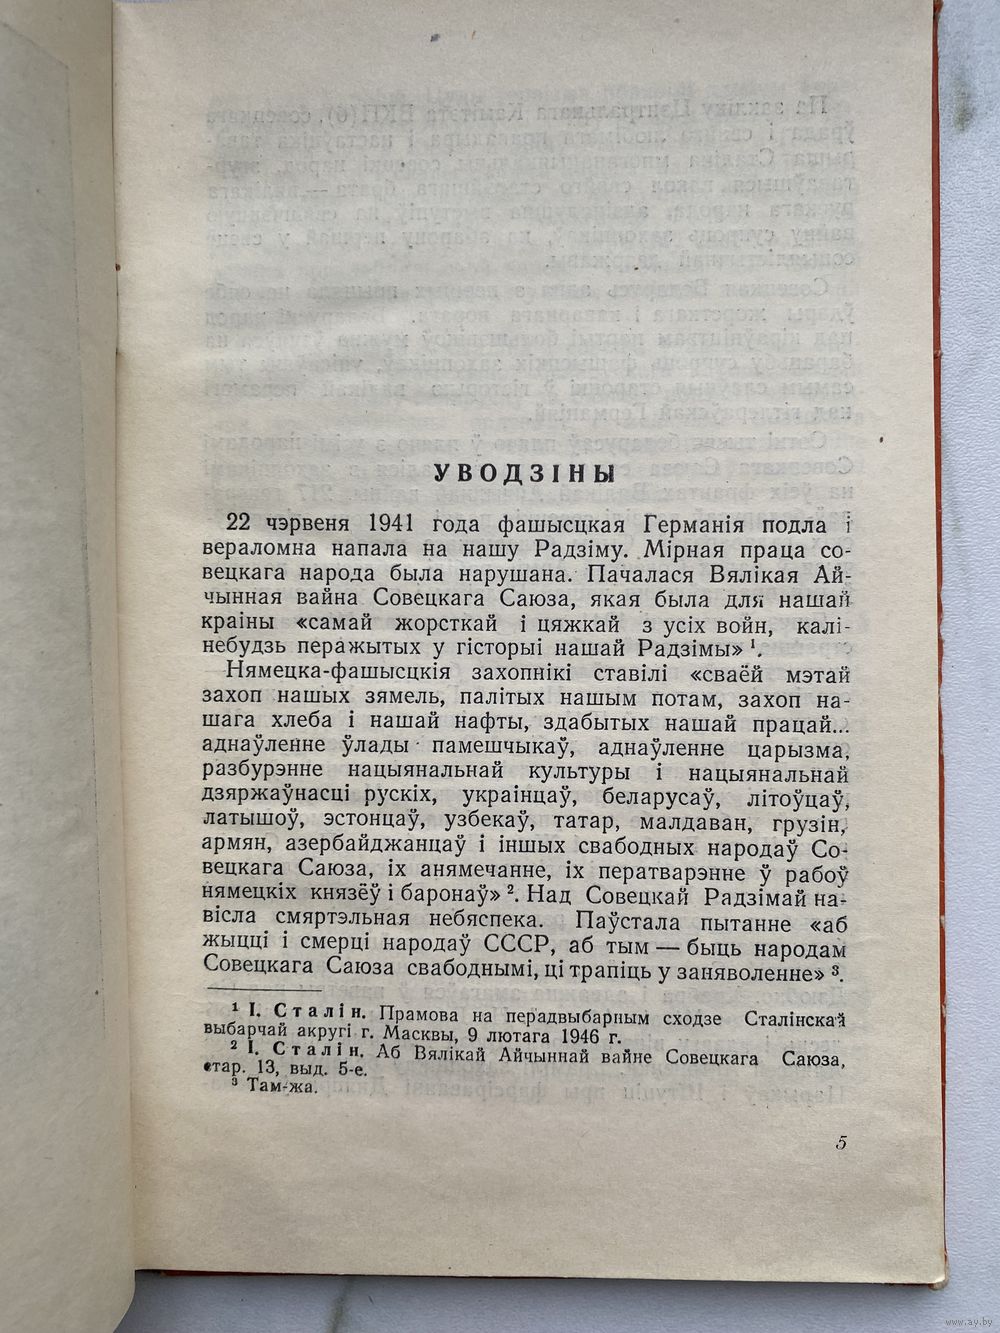 УВОДЗІНЫ
22 чэрвеня 1941 года фашысцкая Германія подла і
вераломна напала на нашу Радзіму. Мірная праца со-
вецкага народа была нарушана. Пачалася Вялікая Ай-
чынная вайна Совецкага Саюза, якая была для нашай
краіны «самай жорсткай і цяжкай з усіх войн, калі-
небудзь перажытых у гісторыі нашай Радзімы» ¹.
Нямецка-фашысцкія захопнікі ставілі «сваёй мэтай
захоп нашых зямель, палітых нашым потам, захоп на-
шага хлеба і нашай нафты, здабытых нашай працай...
аднаўленне ўлады памешчыкаў, аднаўленне царызма,
разбурэнне нацыянальнай культуры і нацыянальнай
дзяржаўнасці рускіх, украінцаў, беларусаў, літоўцаў,
латышоў, эстонцаў, узбекаў, татар, малдаван, грузін,
армян, азербайджанцаў і іншых свабодных народаў Со-
вецкага Саюза, іх анямечанне, іх ператварэнне ў рабоў
нямецкіх князёў і баронаў» ². Над Совецкай Радзімай на-
вісла смяртэльная небяспека. Паўстала пытанне «аб
жыцці і смерці народаў СССР, аб тым — быць народам
Совецкага Саюза свабоднымі, ці трапіць у заняволенне» ³.
¹ І. Сталін. Прамова на перадвыбарным сходзе Сталінскай
выбарчай акругі г. Масквы, 9 лютага 1946 г.
² І. Сталін. Аб Вялікай Айчыннай вайне Совецкага Саюза,
стар. 13, выд. 5-е.
³ Там-жа.
5
www.ay.by